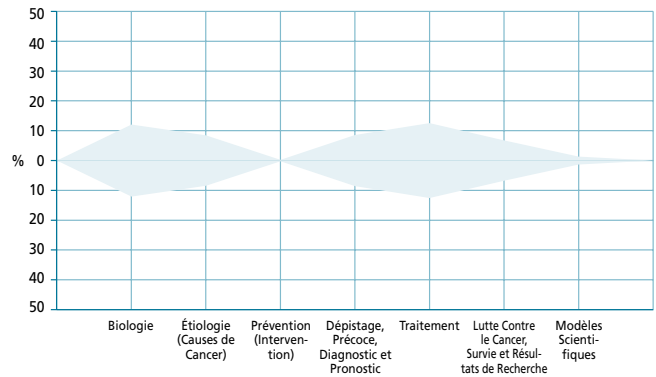 50
40
30
20
10
% 0
10
20
30
40
50
Biologie
Étiologie
(Causes de
Cancer)
Prévention
(Interven-
tion)
Dépistage,
Précoce,
Diagnostic et
Pronostic
Traitement
Lutte Contre
le Cancer,
Survie et Résul-
tats de Recherche
Modèles
Scienti-
fiques